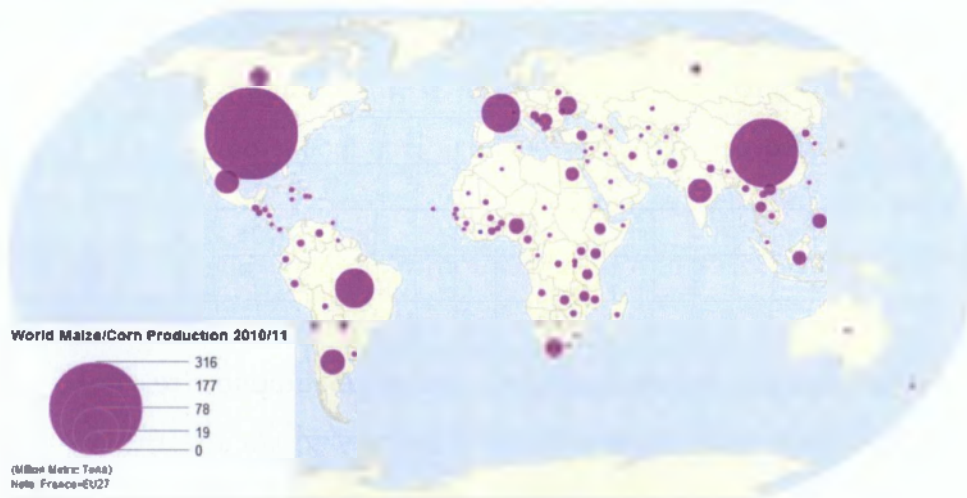 World Maize/Corn Production 2010/11
316
177
78
19
0
(Million Metric Tons)
Note France=EU27